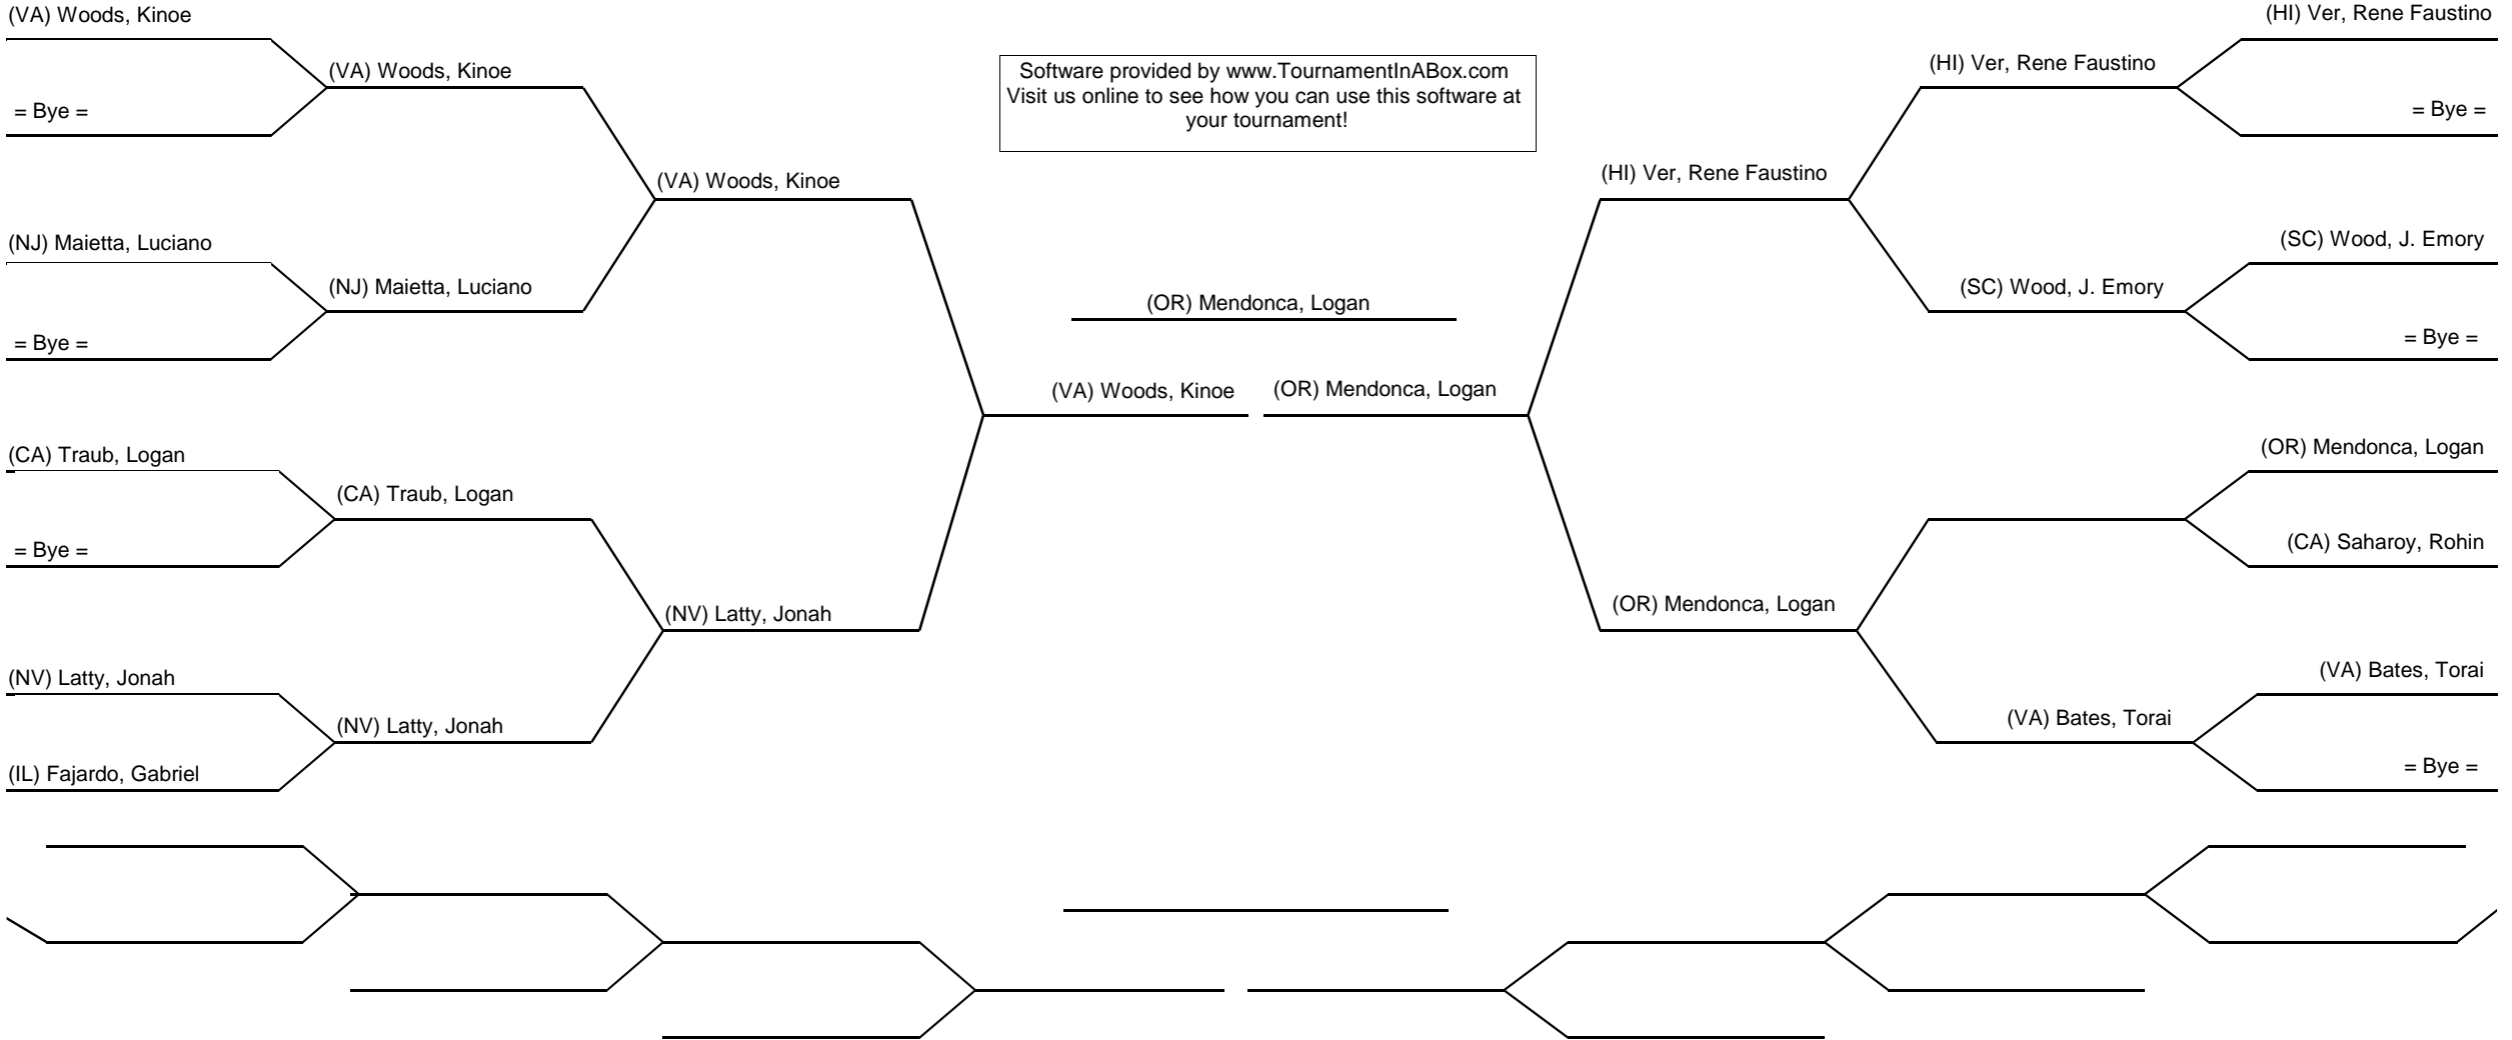 (VA) Woods, Kinoe
= Bye =
(NJ) Maietta, Luciano
= Bye =
(CA) Traub, Logan
= Bye =
(NV) Latty, Jonah
(IL) Fajardo, Gabriel
(VA) Woods, Kinoe
(NJ) Maietta, Luciano
(CA) Traub, Logan
(NV) Latty, Jonah
(VA) Woods, Kinoe
(NV) Latty, Jonah
Software provided by www.TournamentInABox.com
Visit us online to see how you can use this software at
your tournament!
(OR) Mendonca, Logan
(VA) Woods, Kinoe
(OR) Mendonca, Logan
(HI) Ver, Rene Faustino
(OR) Mendonca, Logan
(HI) Ver, Rene Faustino
(SC) Wood, J. Emory
(VA) Bates, Torai
(HI) Ver, Rene Faustino
= Bye =
(SC) Wood, J. Emory
= Bye =
(OR) Mendonca, Logan
(CA) Saharoy, Rohin
(VA) Bates, Torai
= Bye =